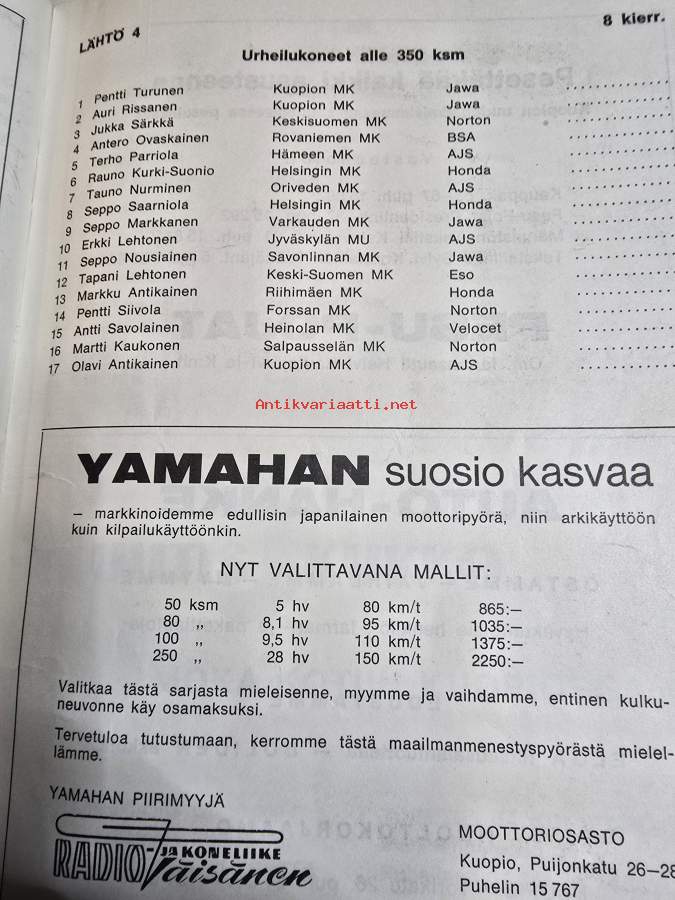 LÄHTÖ 4 8 kierr.
Urheilukoneet alle 350 ksm
1 Pentti Turunen Kuopion MK Jawa
2 Auri Rissanen Kuopion MK Jawa
3 Jukka Särkkä Keskisuomen MK Norton
4 Antero Ovaskainen Rovaniemen MK BSA
5 Terho Parriola Hämeen MK AJS
6 Rauno Kurki-Suonio Helsingin MK Honda
7 Tauno Nurminen Oriveden MK AJS
8 Seppo Saarniola Helsingin MK Honda
9 Seppo Markkanen Varkauden MK Jawa
10 Erkki Lehtonen Jyväskylän MU AJS
11 Seppo Nousiainen Savonlinnan MK Jawa
12 Tapani Lehtonen Keski-Suomen MK Eso
13 Markku Antikainen Riihimäen MK Honda
14 Pentti Siivola Forssan MK Norton
15 Antti Savolainen Heinolan MK Velocet
16 Martti Kaukonen Salpausselän MK Norton
17 Olavi Antikainen Kuopion MK AJS
Antikvariaatti.net
YAMAHAN suosio kasvaa
– markkinoidemme edullisin japanilainen moottoripyörä, niin arkikäyttöön
kuin kilpailukäyttöönkin.
NYT VALITTAVANA MALLIT:
50 ksm 5 hv 80 km/t 865:—
80 „ 8,1 hv 95 km/t 1035:—
100 „ 9,5 hv 110 km/t 1375:—
250 „ 28 hv 150 km/t 2250:—
Valitkaa tästä sarjasta mieleisenne, myymme ja vaihdamme, entinen kulku-
neuvonne käy osamaksuksi.
Tervetuloa tutustumaan, kerromme tästä maailmanmenestyspyörästä mielel-
lämme.
YAMAHAN PIIRIMYYJÄ
RADIO- JA KONELIIKE
Väisänen
MOOTTORIOSASTO
Kuopio, Puijonkatu 26–28
Puhelin 15 767